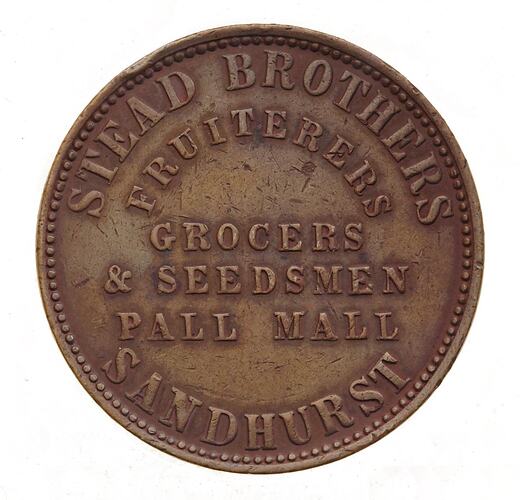 STEAD BROTHERS
FRUITERERS
GROCERS
& SEEDSMEN
PALL MALL
SANDHURST